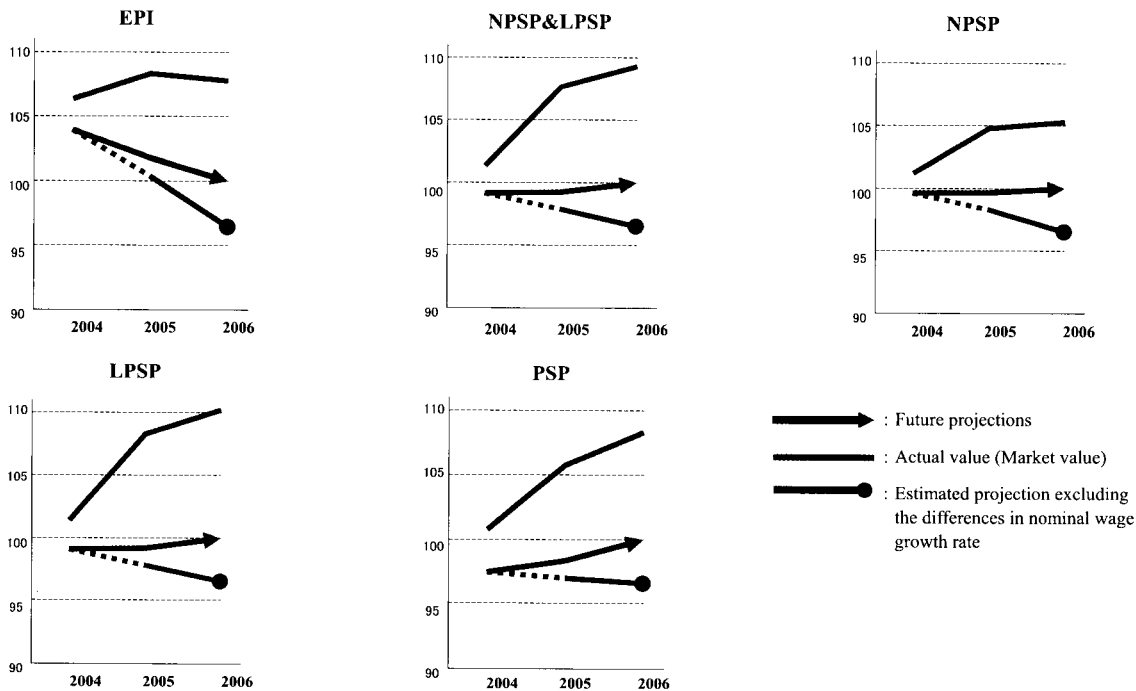 EPI
110
105
100
95
90
2004 2005 2006
NPSP&LPSP
110
105
100
95
90
2004 2005 2006
NPSP
110
105
100
95
90
2004 2005 2006
LPSP
110
105
100
95
90
2004 2005 2006
PSP
110
105
100
95
90
2004 2005 2006
: Future projections
: Actual value (Market value)
: Estimated projection excluding
the differences in nominal wage
growth rate